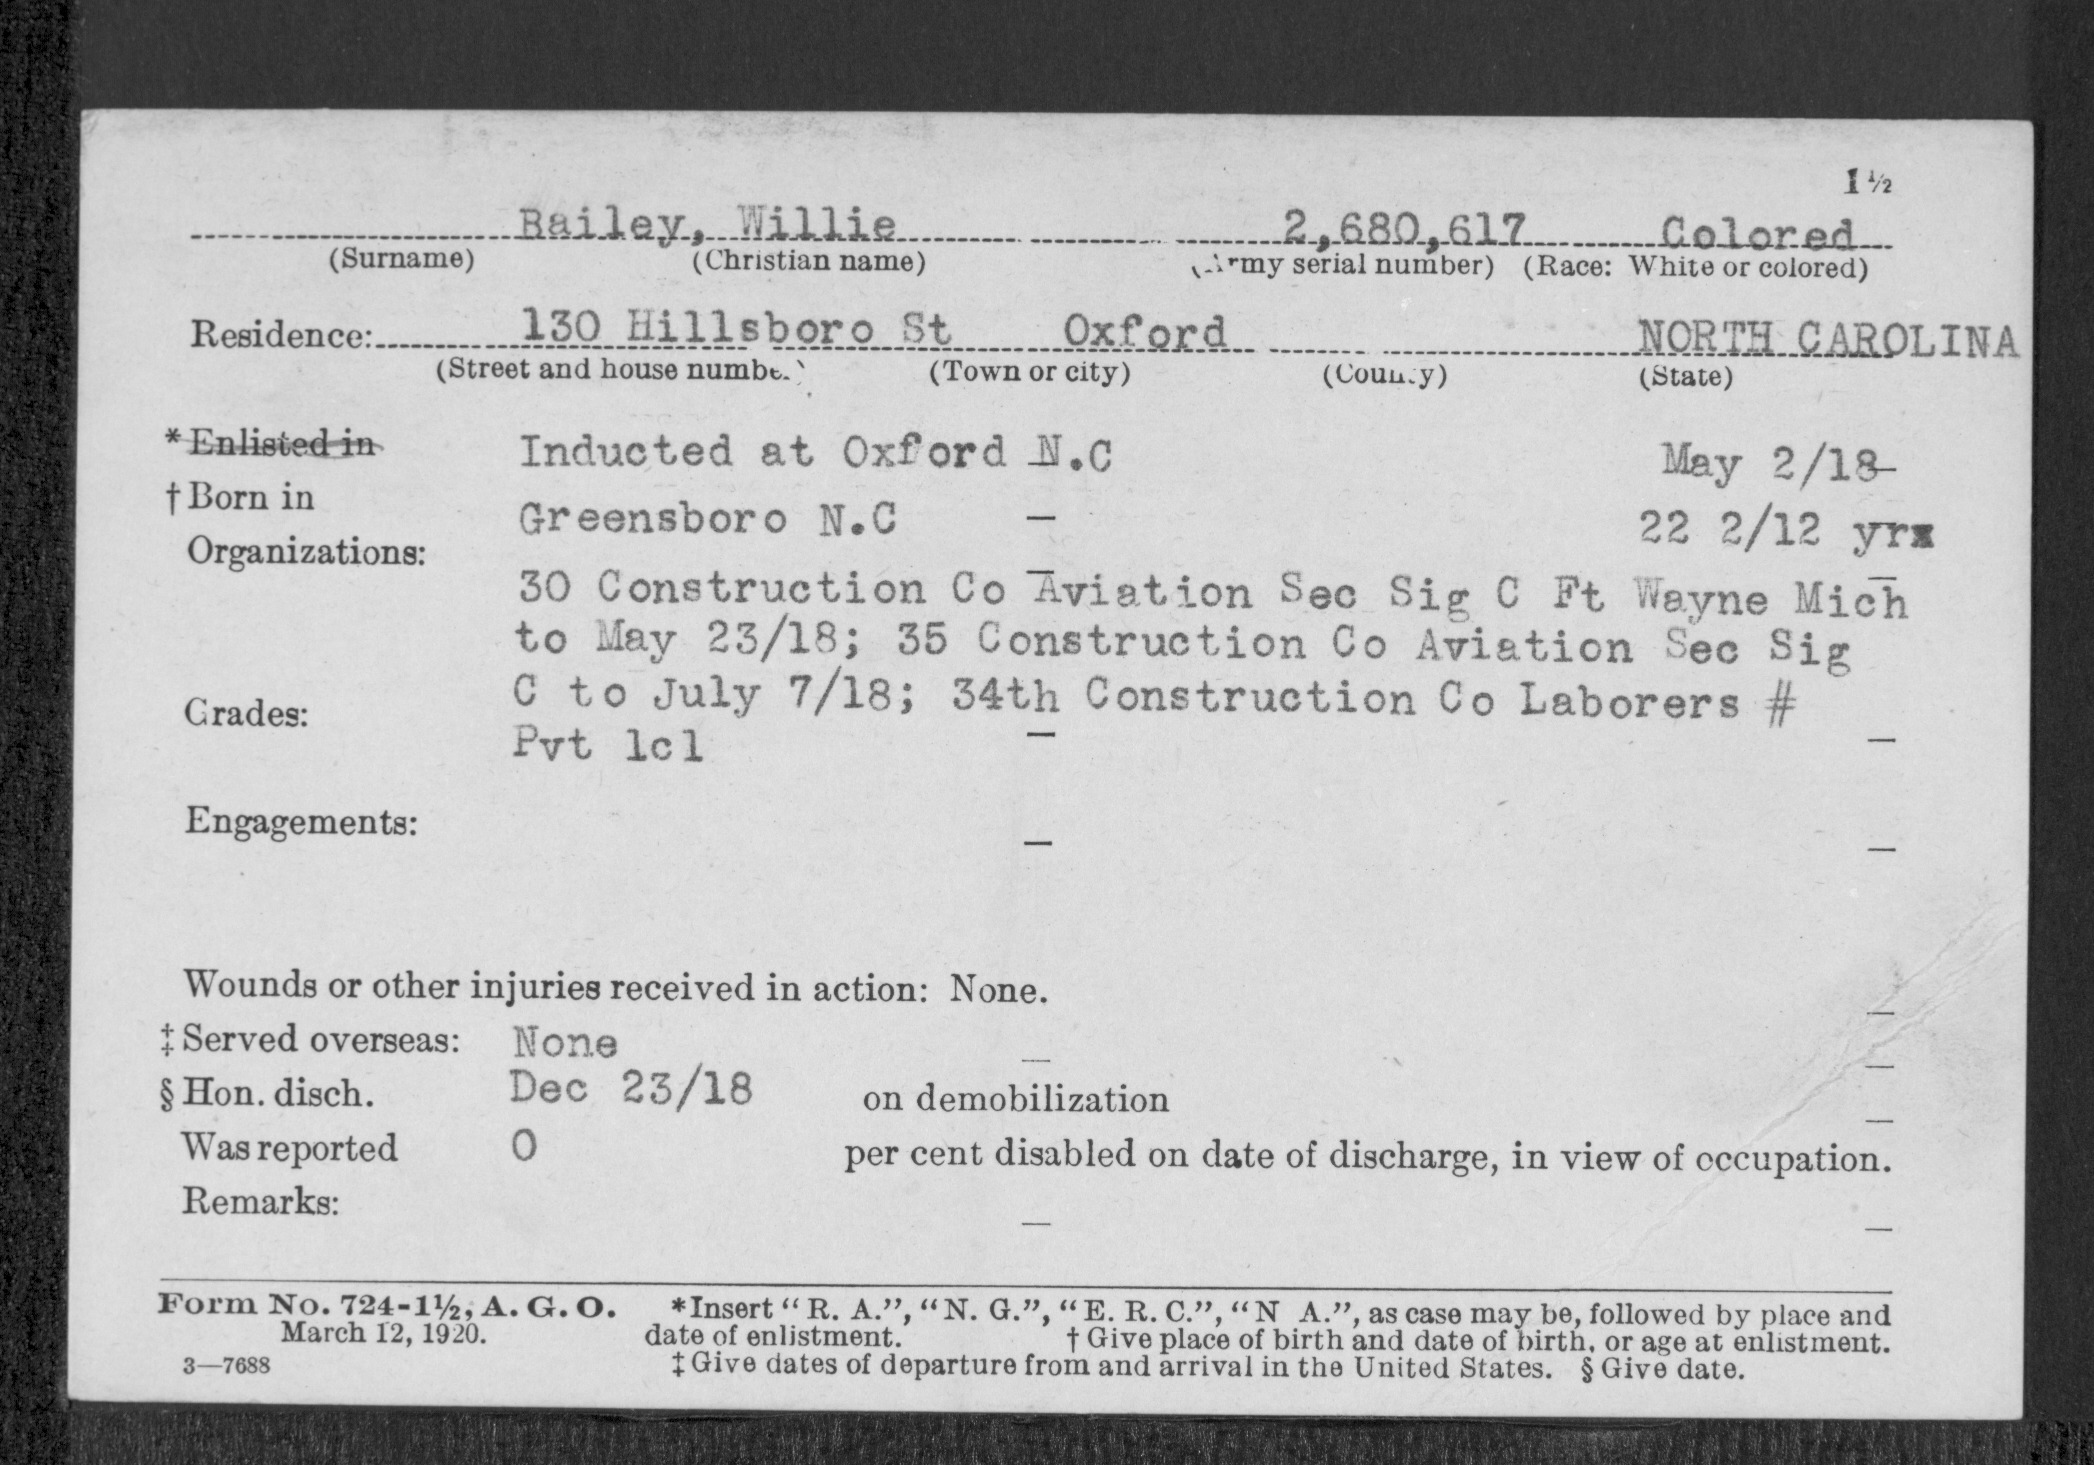 1 ½
Bailey, Willie 2,680,617 Colored
(Surname) (Christian name) (Army serial number) (Race: White or colored)
Residence: 130 Hillsboro St Oxford NORTH CAROLINA
(Street and house number) (Town or city) (County) (State)
* Enlisted in Inducted at Oxford N.C May 2/18
† Born in Greensboro N.C 22 2/12 yrs
Organizations:
30 Construction Co Aviation Sec Sig C Ft Wayne Mich
to May 23/18; 35 Construction Co Aviation Sec Sig
C to July 7/18; 34th Construction Co Laborers #
Grades: Pvt 1cl
Engagements:
Wounds or other injuries received in action: None.
‡ Served overseas: None
§ Hon. disch. Dec 23/18 on demobilization
Was reported 0 per cent disabled on date of discharge, in view of occupation.
Remarks:
Form No. 724-1½, A. G. O. *Insert “R. A.”, “N. G.”, “E. R. C.”, “N A.”, as case may be, followed by place and
March 12, 1920. date of enlistment. † Give place of birth and date of birth, or age at enlistment.
3—7688 ‡ Give dates of departure from and arrival in the United States. § Give date.